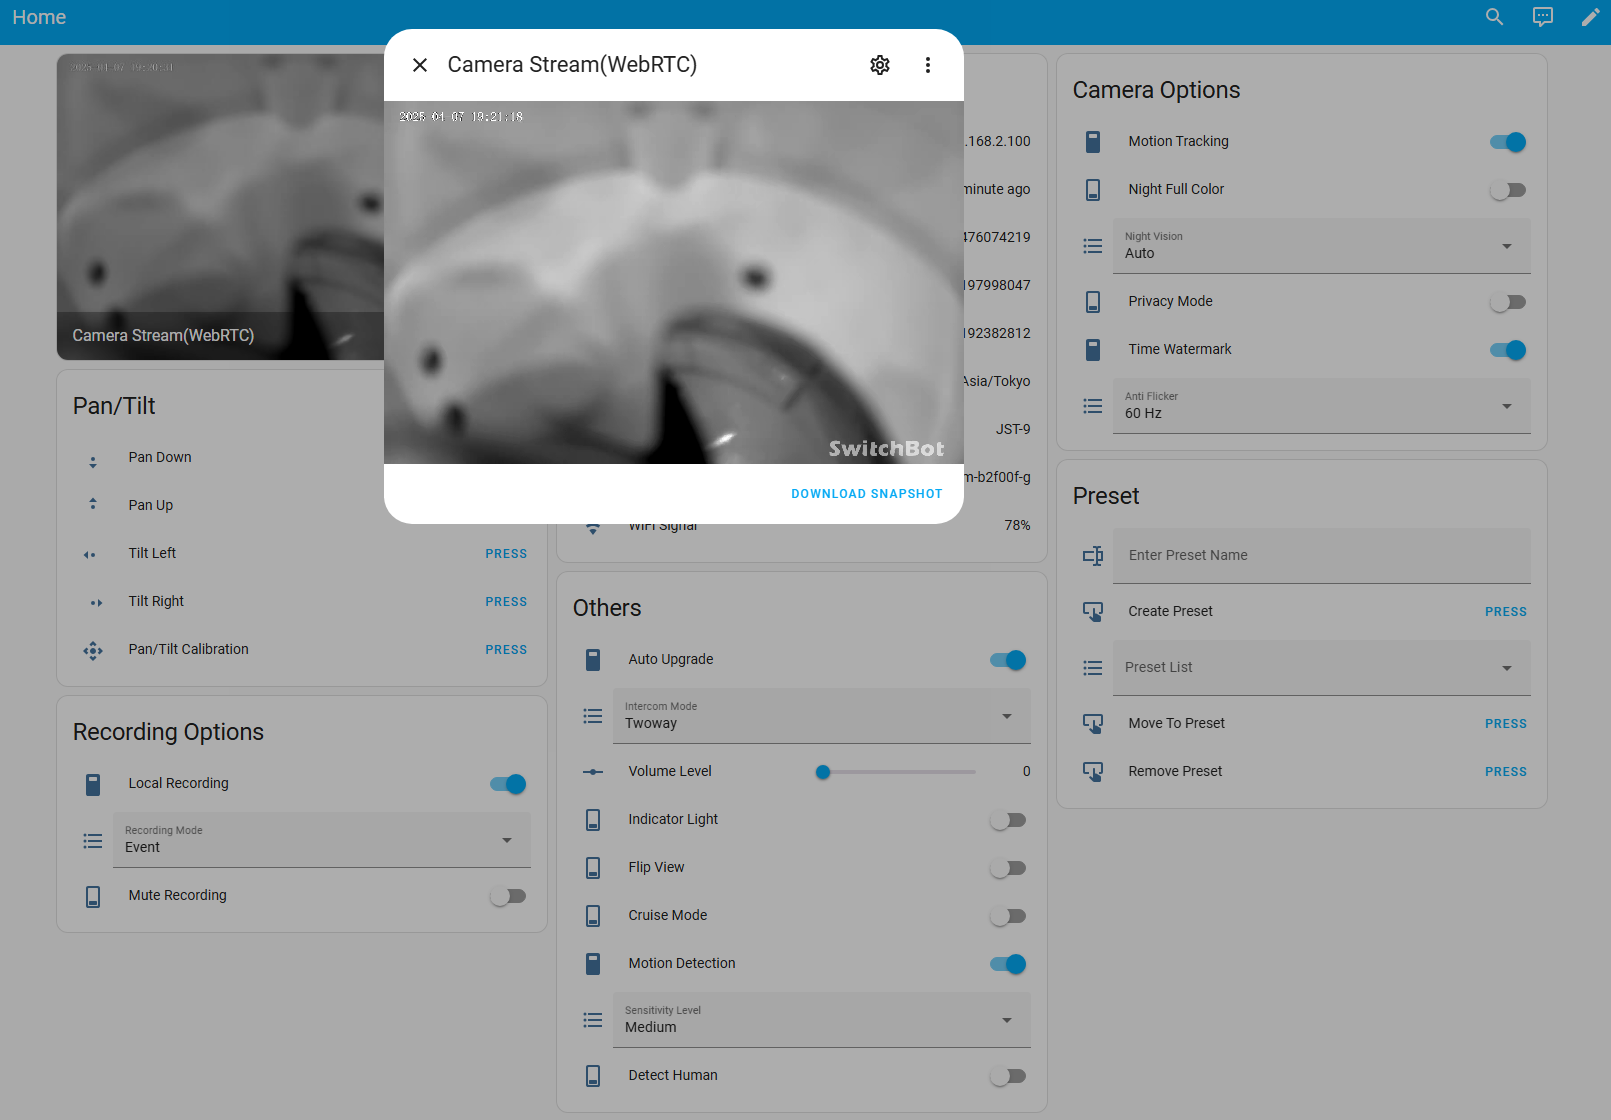 Home
2025-04-07 19:20:31
Camera Stream(WebRTC)
Camera Stream(WebRTC)
2025-04-07 19:21:18
SwitchBot
DOWNLOAD SNAPSHOT
Pan/Tilt
Pan Down
Pan Up
Tilt Left
PRESS
Tilt Right
PRESS
Pan/Tilt Calibration
PRESS
Recording Options
Local Recording
Recording Mode
Event
Mute Recording
.168.2.100
minute ago
476074219
197998047
192382812
Asia/Tokyo
JST-9
m-b2f00f-g
WiFi Signal
78%
Others
Auto Upgrade
Intercom Mode
Twoway
Volume Level
0
Indicator Light
Flip View
Cruise Mode
Motion Detection
Sensitivity Level
Medium
Detect Human
Camera Options
Motion Tracking
Night Full Color
Night Vision
Auto
Privacy Mode
Time Watermark
Anti Flicker
60 Hz
Preset
Enter Preset Name
Create Preset
PRESS
Preset List
Move To Preset
PRESS
Remove Preset
PRESS